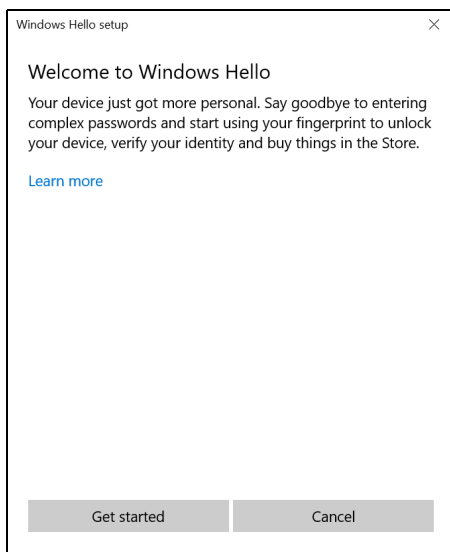 Windows Hello setup
Welcome to Windows Hello
Your device just got more personal. Say goodbye to entering
complex passwords and start using your fingerprint to unlock
your device, verify your identity and buy things in the Store.
Learn more
Get started
Cancel